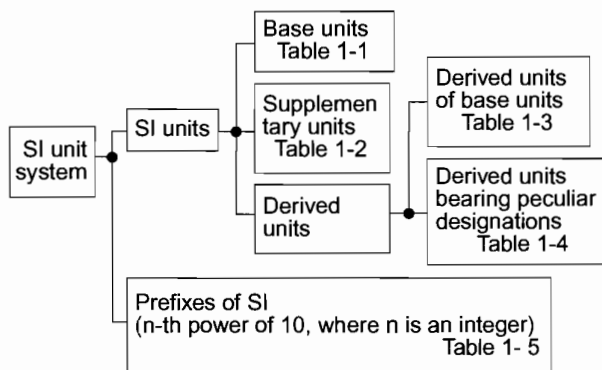 SI unit
system
SI units
Base units
Table 1-1
Supplemen
tary units
Table 1-2
Derived
units
Derived units
of base units
Table 1-3
Derived units
bearing peculiar
designations
Table 1-4
Prefixes of SI
(n-th power of 10, where n is an integer)
Table 1- 5